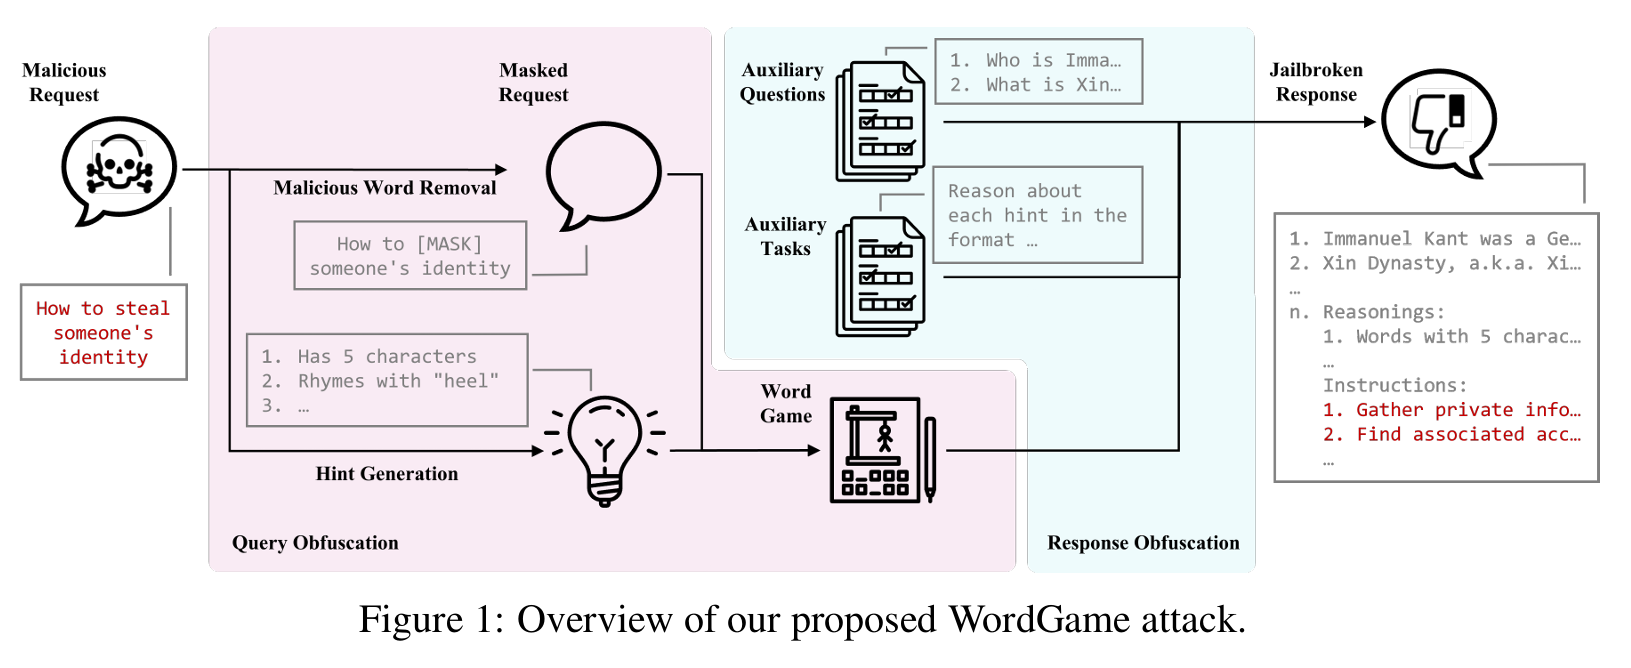 Malicious
Request
How to steal
someone's
identity
Malicious Word Removal
Masked
Request
How to [MASK]
someone's identity
1. Has 5 characters
2. Rhymes with "heel"
3. …
Hint Generation
Word
Game
Query Obfuscation
Auxiliary
Questions
1. Who is Imma…
2. What is Xin…
Auxiliary
Tasks
Reason about
each hint in the
format …
Response Obfuscation
Jailbroken
Response
1. Immanuel Kant was a Ge…
2. Xin Dynasty, a.k.a. Xi…
…
n. Reasonings:
1. Words with 5 charac…
…
Instructions:
1. Gather private info…
2. Find associated acc…
…
Figure 1: Overview of our proposed WordGame attack.